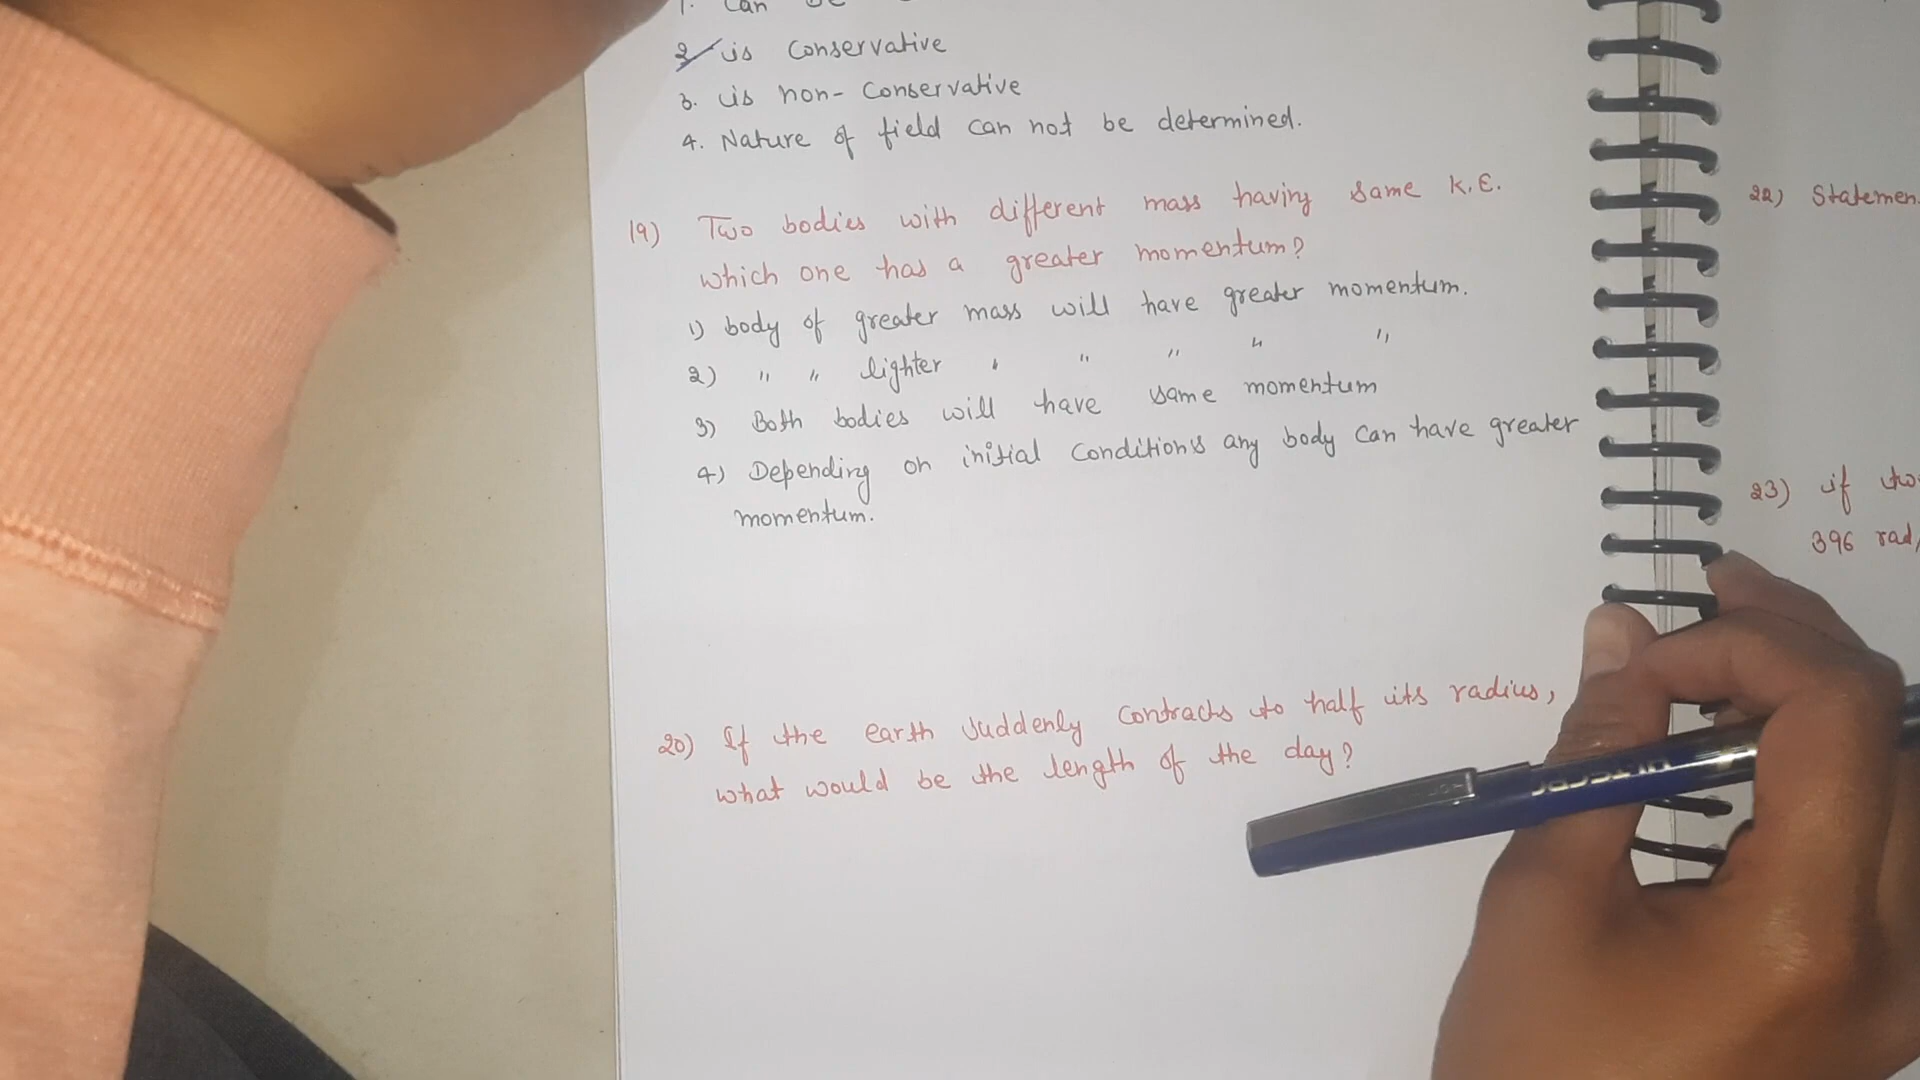 1. Can be
2 is Conservative
3. is non- Conservative
4. Nature of field can not be determined.
19) Two bodies with different mass having same K.E.
which one has a greater momentum?
1) body of greater mass will have greater momentum.
2) " " lighter " " " " "
3) Both bodies will have same momentum
4) Depending on initial Conditions any body can have greater
momentum.
20) If the earth suddenly contracts to half its radius,
what would be the length of the day?
22) Statemen
23) if two
396 rad/